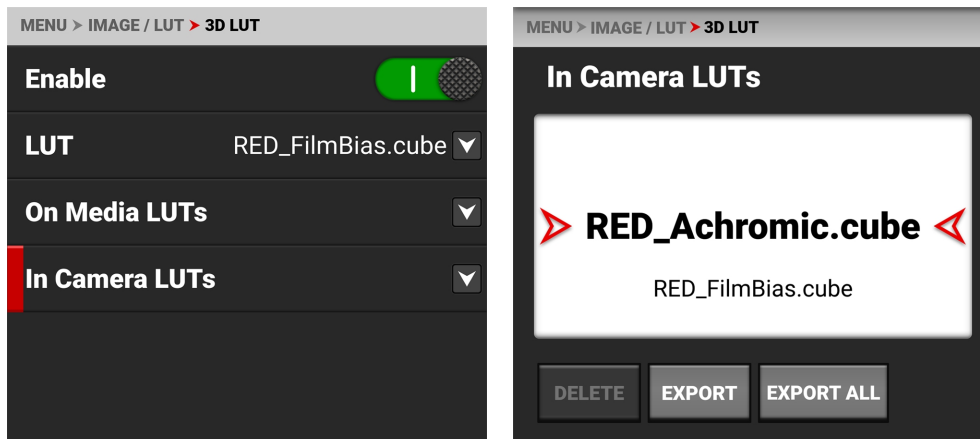 MENU > IMAGE / LUT > 3D LUT
Enable
LUT RED_FilmBias.cube
On Media LUTs
In Camera LUTs
MENU > IMAGE / LUT > 3D LUT
In Camera LUTs
RED_Achromic.cube
RED_FilmBias.cube
DELETE EXPORT EXPORT ALL